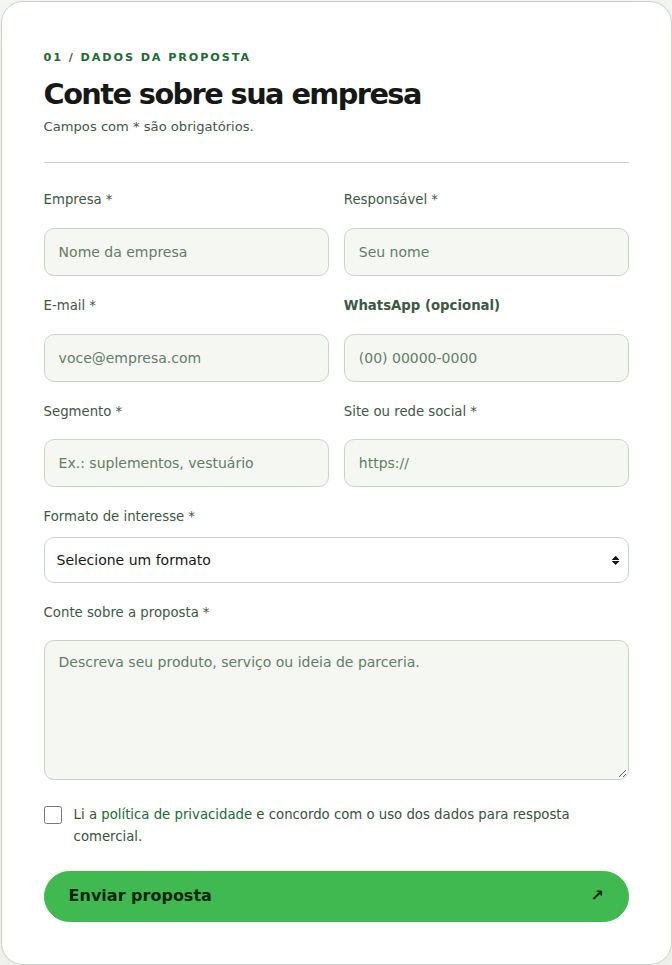 01 / DADOS DA PROPOSTA
Conte sobre sua empresa
Campos com * são obrigatórios.
Empresa *
Responsável *
Nome da empresa
Seu nome
E-mail *
WhatsApp (opcional)
voce@empresa.com
(00) 00000-0000
Segmento *
Site ou rede social *
Ex.: suplementos, vestuário
https://
Formato de interesse *
Selecione um formato
Conte sobre a proposta *
Descreva seu produto, serviço ou ideia de parceria.
Li a política de privacidade e concordo com o uso dos dados para resposta
comercial.
Enviar proposta ↗